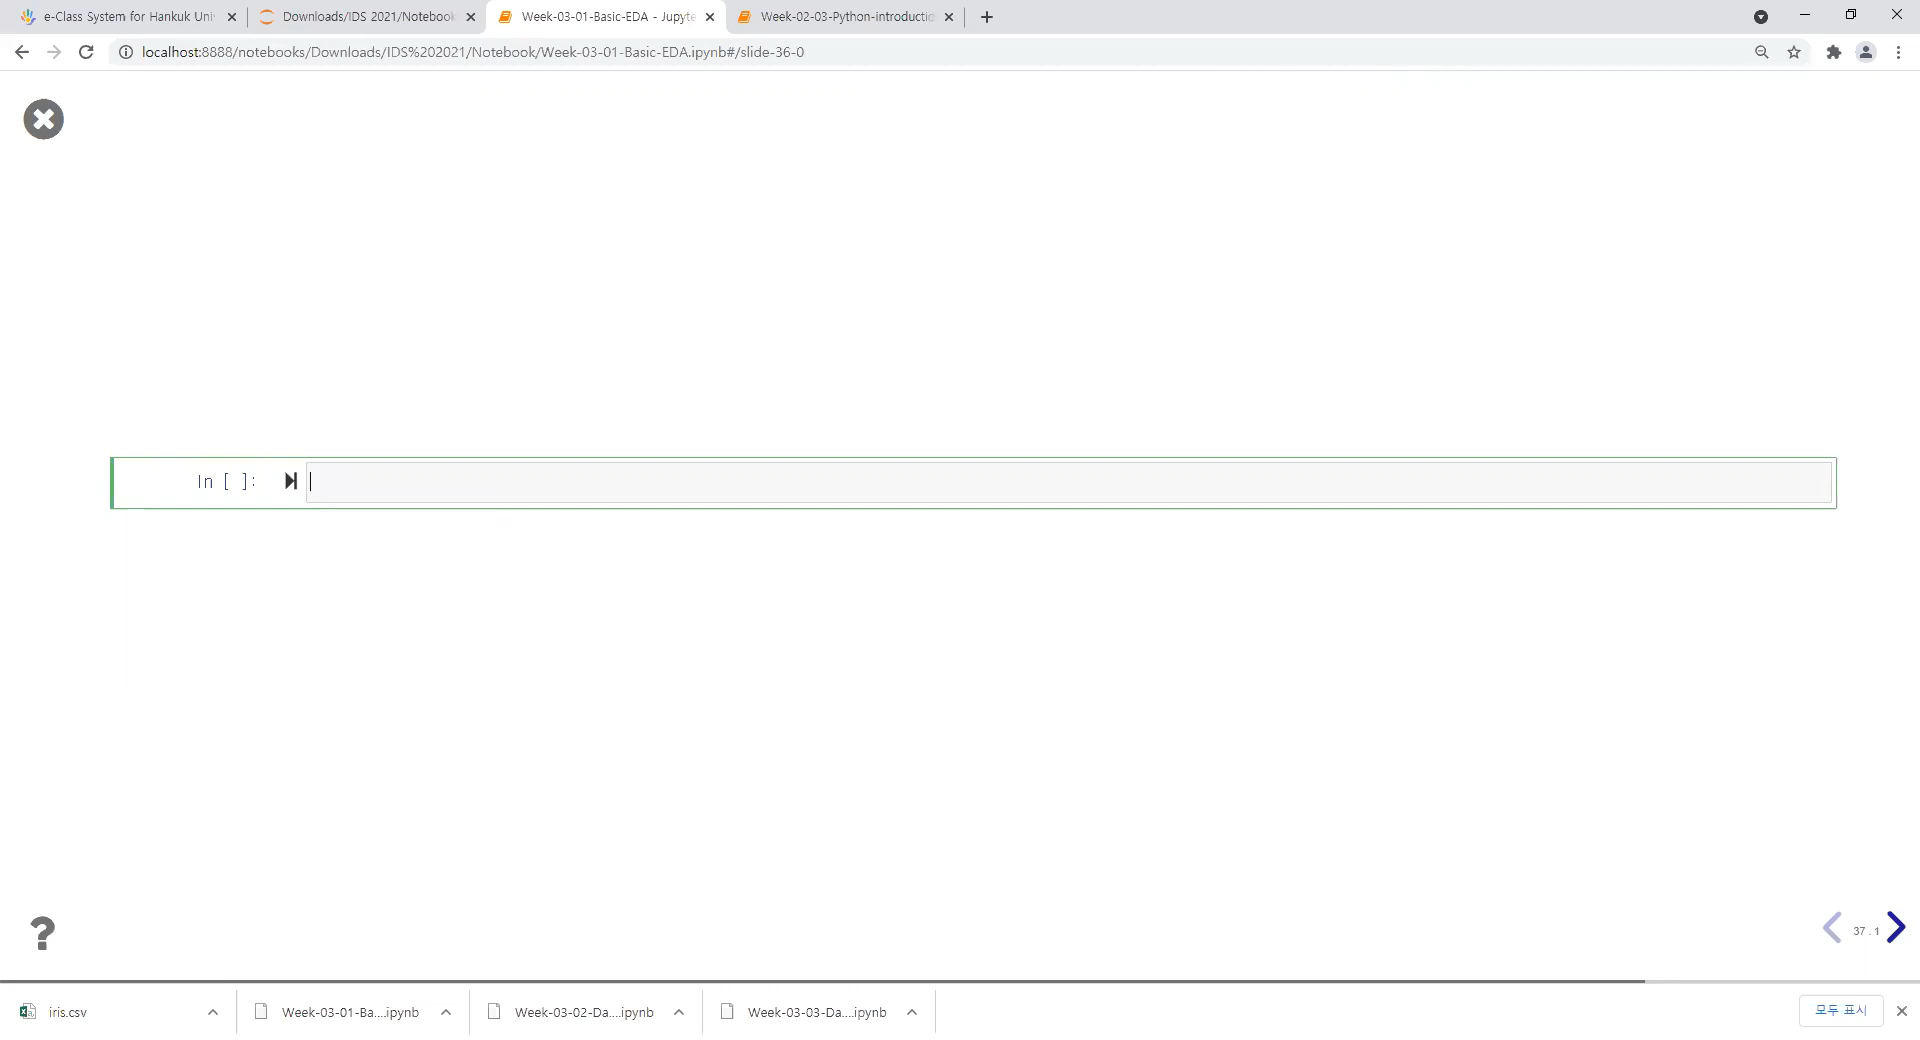 e-Class System for Hankuk Uni
Downloads/IDS 2021/Notebook
Week-03-01-Basic-EDA - Jupyte
Week-02-03-Python-introductio
localhost:8888/notebooks/Downloads/IDS%202021/Notebook/Week-03-01-Basic-EDA.ipynb#/slide-36-0
In [ ]:
37 . 1
iris.csv
Week-03-01-Ba....ipynb
Week-03-02-Da....ipynb
Week-03-03-Da....ipynb
모두 표시